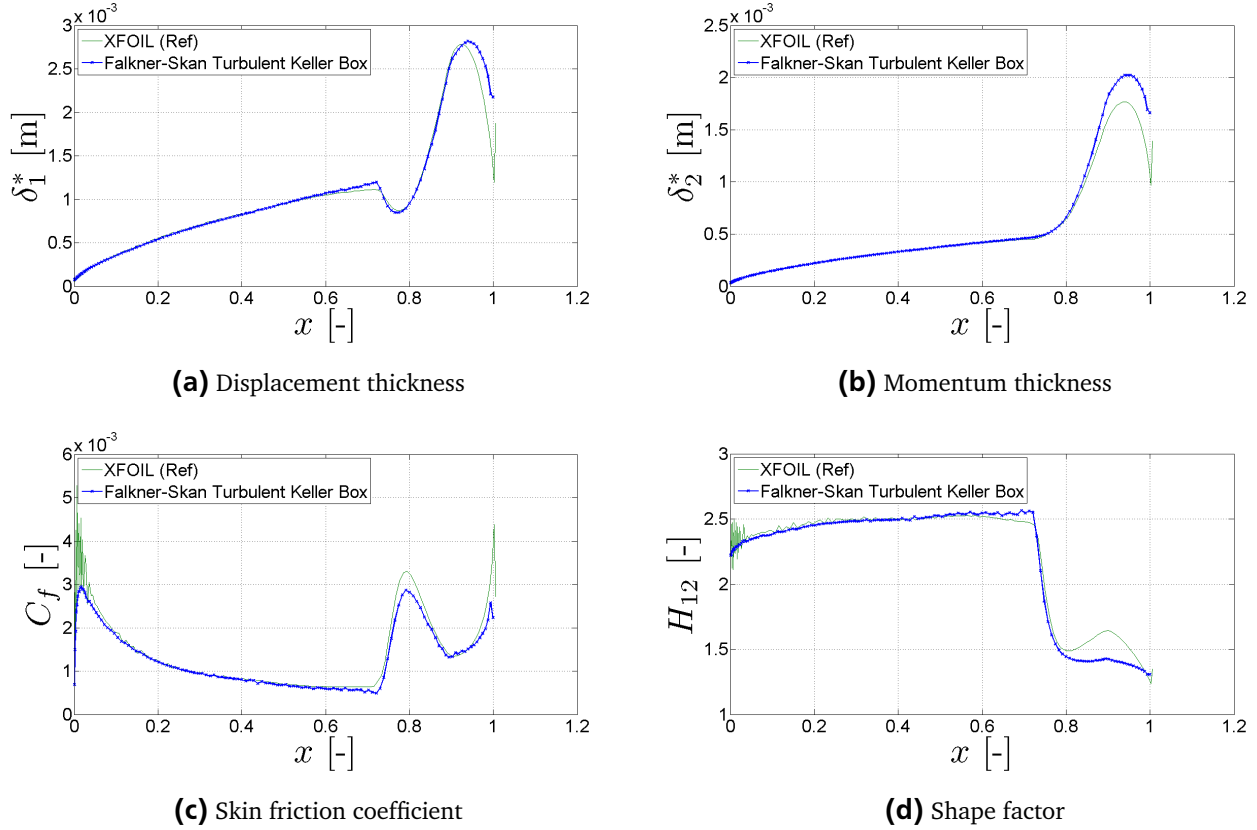 x 10⁻³
3
2.5
2
1.5
1
0.5
0
δ₁* [m]
XFOIL (Ref)
Falkner-Skan Turbulent Keller Box
0 0.2 0.4 0.6 0.8 1 1.2
x [-]
(a) Displacement thickness
x 10⁻³
2.5
2
1.5
1
0.5
0
δ₂* [m]
XFOIL (Ref)
Falkner-Skan Turbulent Keller Box
0 0.2 0.4 0.6 0.8 1 1.2
x [-]
(b) Momentum thickness
x 10⁻³
6
5
4
3
2
1
0
C_f [-]
XFOIL (Ref)
Falkner-Skan Turbulent Keller Box
0 0.2 0.4 0.6 0.8 1 1.2
x [-]
(c) Skin friction coefficient
3
2.5
2
1.5
1
H₁₂ [-]
XFOIL (Ref)
Falkner-Skan Turbulent Keller Box
0 0.2 0.4 0.6 0.8 1 1.2
x [-]
(d) Shape factor